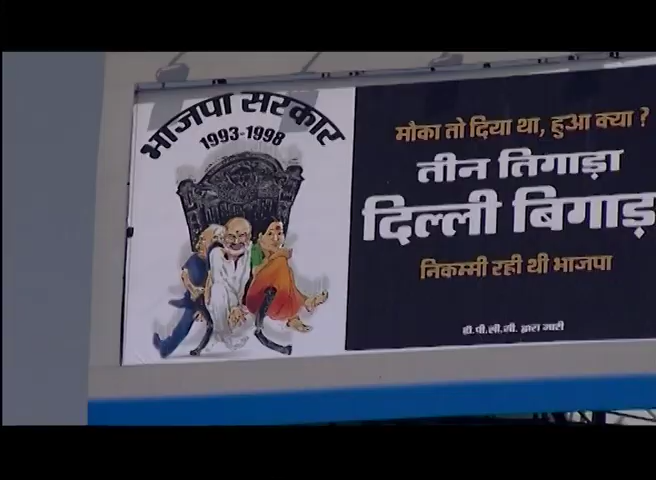 भाजपा सरकार
1993-1998
मौका तो दिया था, हुआ क्या ?
तीन तिगाड़ा
दिल्ली बिगाड़
निकम्मी रही थी भाजपा
डी.पी.सी.सी. द्वारा जारी